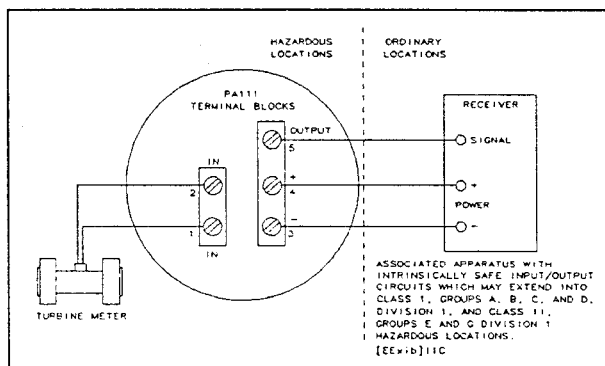 HAZARDOUS LOCATIONS
ORDINARY LOCATIONS
PA111
TERMINAL BLOCKS
RECEIVER
OUTPUT
5
SIGNAL
IN
2
+
4
+
POWER
1
-
3
-
IN
TURBINE METER
ASSOCIATED APPARATUS WITH
INTRINSICALLY SAFE INPUT/OUTPUT
CIRCUITS WHICH MAY EXTEND INTO
CLASS 1, GROUPS A, B, C, AND D,
DIVISION 1, AND CLASS 11,
GROUPS E AND G DIVISION 1
HAZARDOUS LOCATIONS.
[EExib]IIC